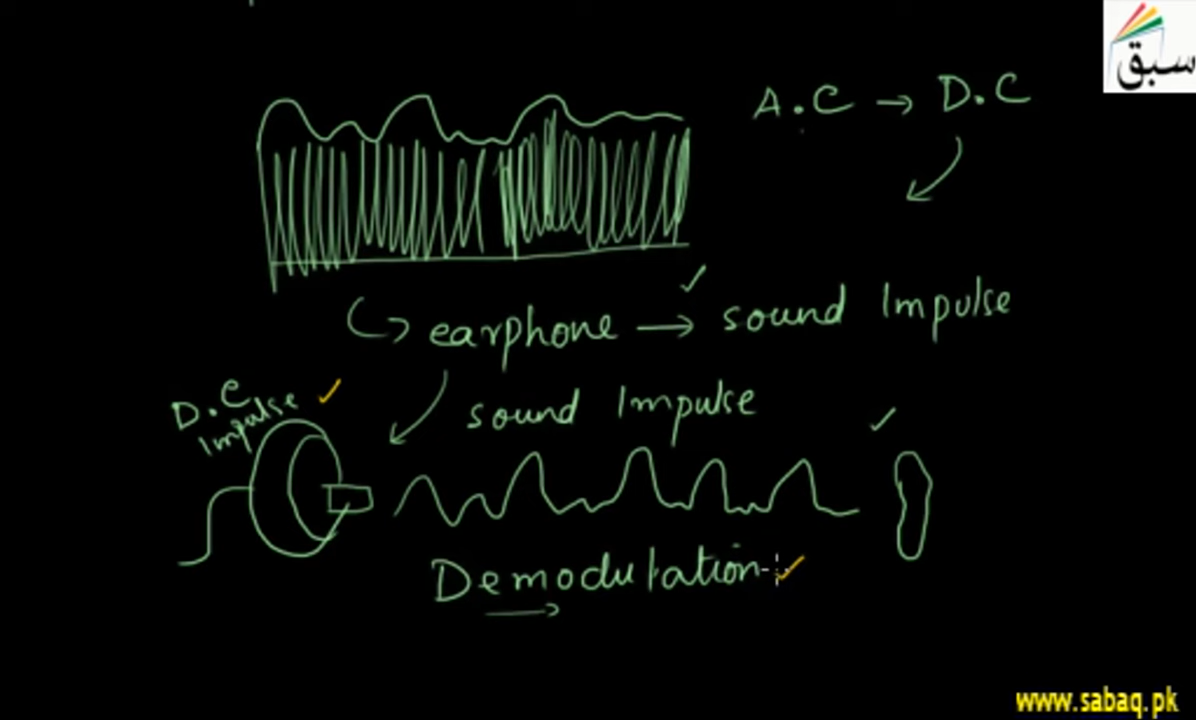 سبق
A.C → D.C
earphone → sound Impulse
D.C Impulse
sound Impulse
Demodulation
www.sabaq.pk